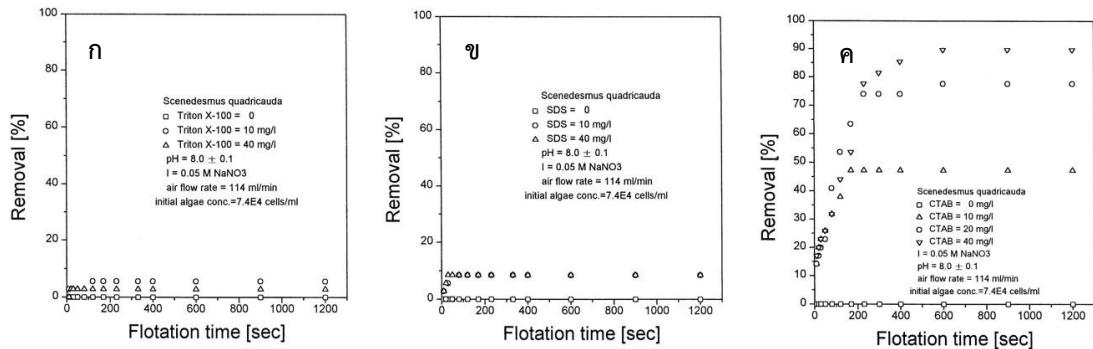 ก
Removal [%]
100
80
60
40
20
0
Scenedesmus quadricauda
□ Triton X-100 = 0
○ Triton X-100 = 10 mg/l
△ Triton X-100 = 40 mg/l
pH = 8.0 ± 0.1
I = 0.05 M NaNO3
air flow rate = 114 ml/min
initial algae conc.=7.4E4 cells/ml
0 200 400 600 800 1000 1200
Flotation time [sec]
ข
Removal [%]
100
80
60
40
20
0
Scenedesmus quadricauda
□ SDS = 0
○ SDS = 10 mg/l
△ SDS = 40 mg/l
pH = 8.0 ± 0.1
I = 0.05 M NaNO3
air flow rate = 114 ml/min
initial algae conc.=7.4E4 cells/ml
0 200 400 600 800 1000 1200
Flotation time [sec]
ค
Removal [%]
100
90
80
70
60
50
40
30
20
10
0
Scenedesmus quadricauda
□ CTAB = 0 mg/l
△ CTAB = 10 mg/l
○ CTAB = 20 mg/l
▽ CTAB = 40 mg/l
I = 0.05 M NaNO3
pH = 8.0 ± 0.1
air flow rate = 114 ml/min
initial algae conc.=7.4E4 cells/ml
0 200 400 600 800 1000 1200
Flotation time [sec]